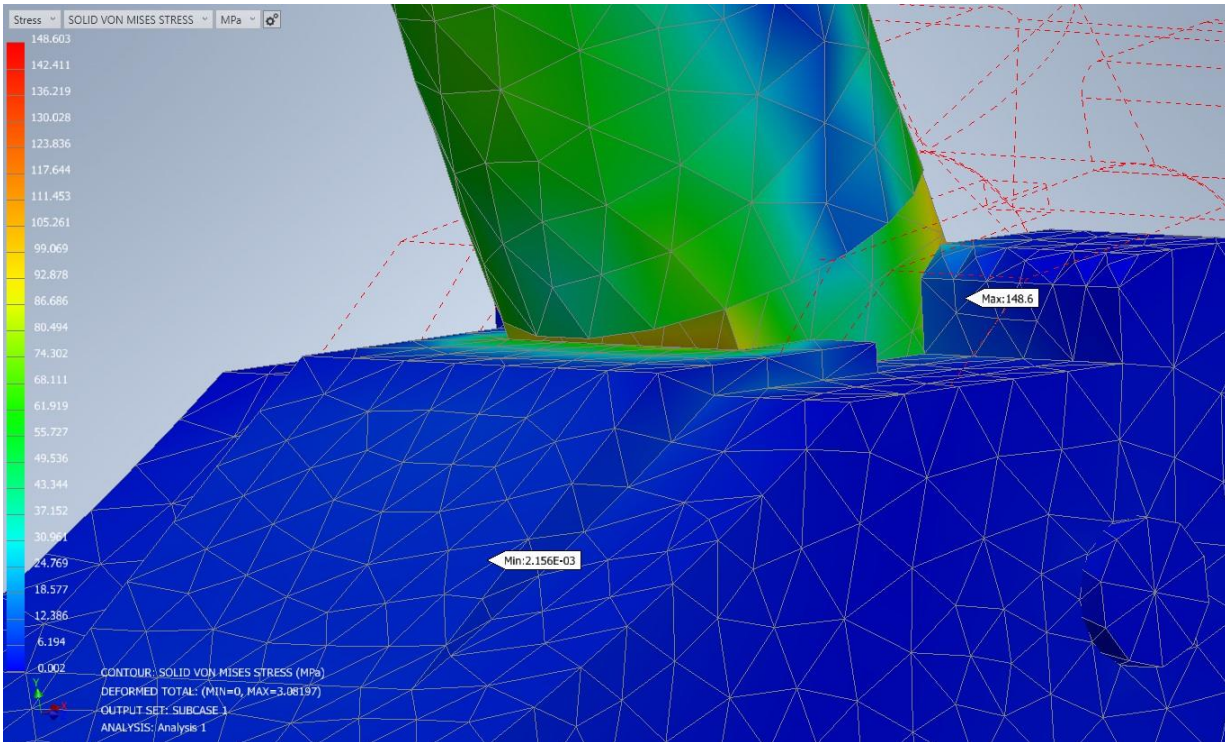 Stress SOLID VON MISES STRESS MPa
148.603
142.411
136.219
130.028
123.836
117.644
111.453
105.261
99.069
92.878
86.686
80.494
74.302
68.111
61.919
55.727
49.536
43.344
37.152
30.961
24.769
18.577
12.386
6.194
0.002
Max:148.6
Min:2.156E-03
CONTOUR: SOLID VON MISES STRESS (MPa)
DEFORMED TOTAL: (MIN=0, MAX=3.08197)
OUTPUT SET: SUBCASE 1
ANALYSIS: Analysis 1
Y
X